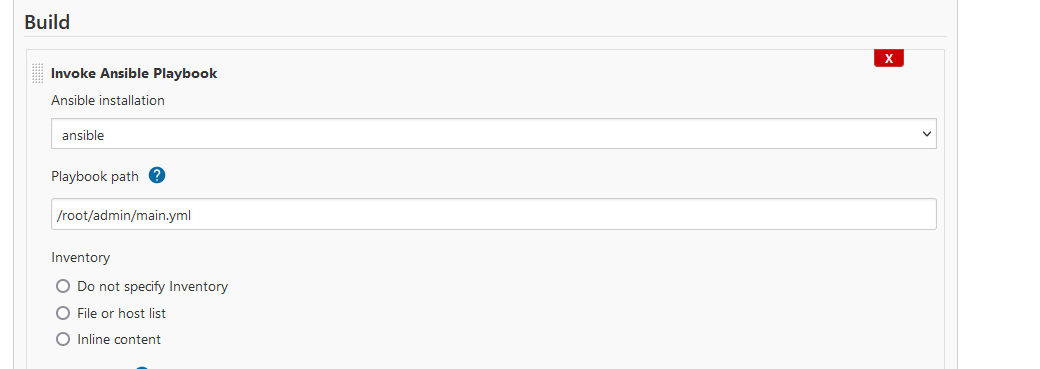 Build
X
Invoke Ansible Playbook
Ansible installation
ansible
Playbook path ?
/root/admin/main.yml
Inventory
Do not specify Inventory
File or host list
Inline content